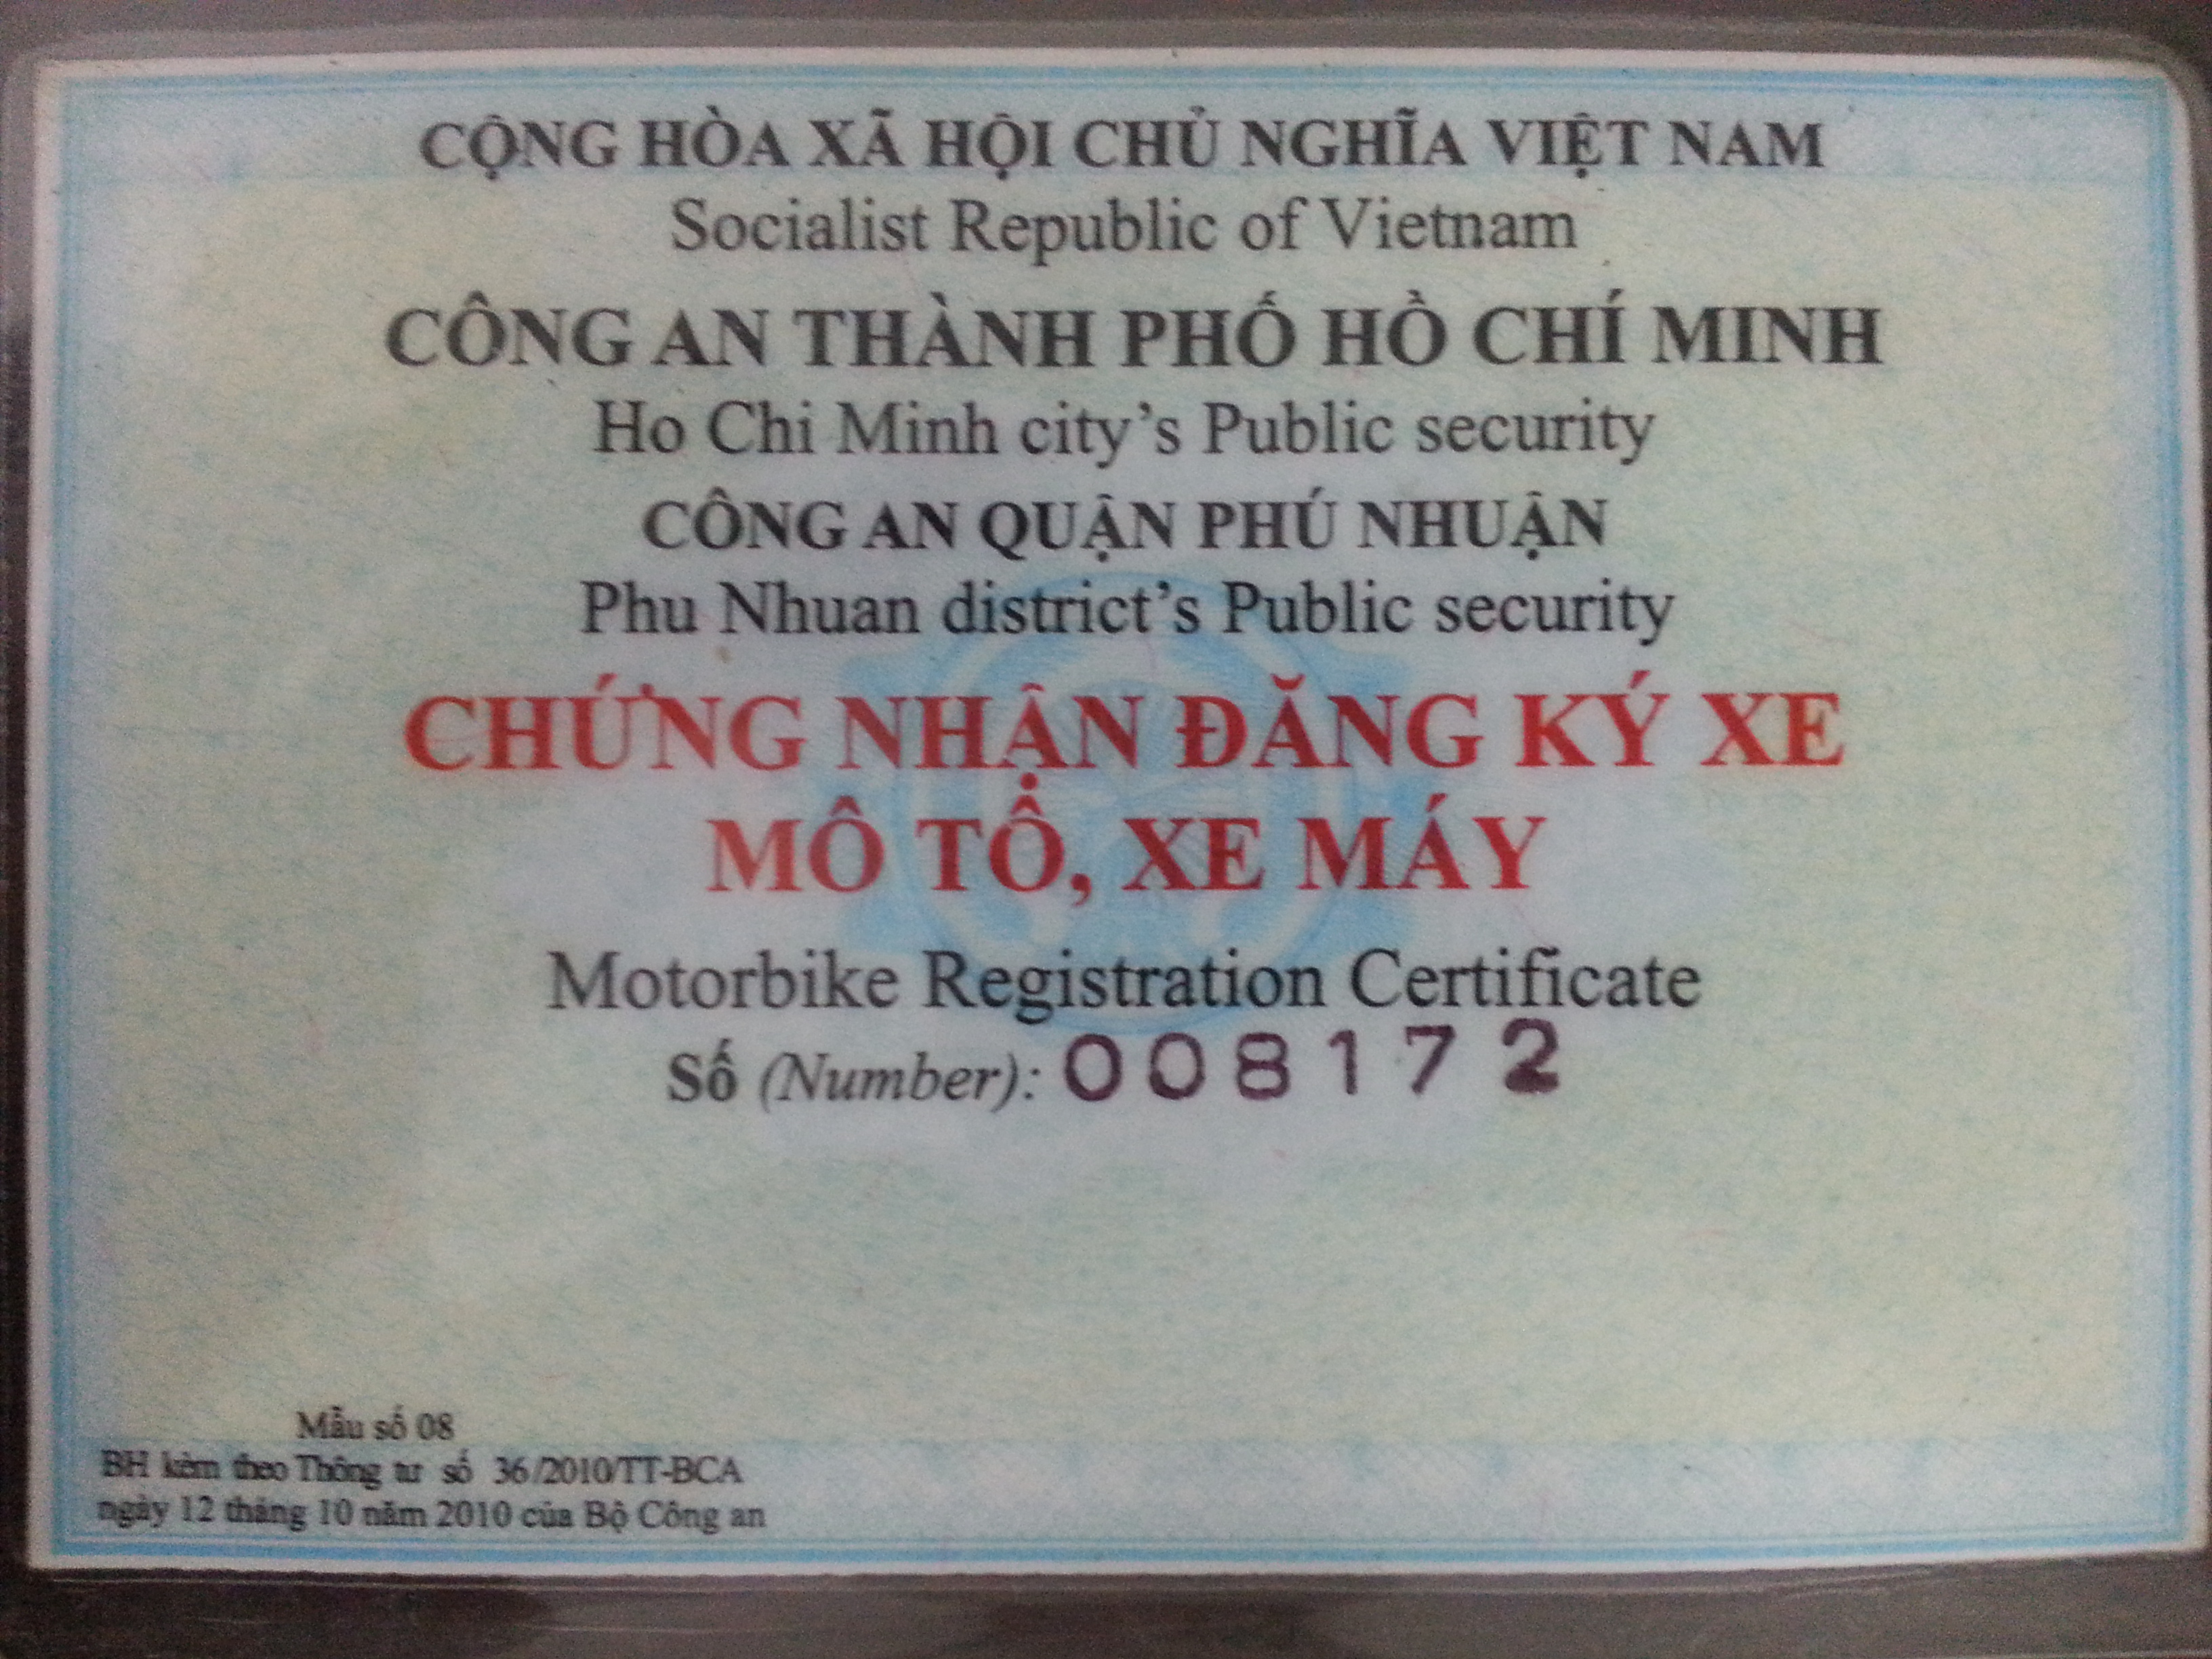 CỘNG HÒA XÃ HỘI CHỦ NGHĨA VIỆT NAM
Socialist Republic of Vietnam
CÔNG AN THÀNH PHỐ HỒ CHÍ MINH
Ho Chi Minh city's Public security
CÔNG AN QUẬN PHÚ NHUẬN
Phu Nhuan district's Public security
CHỨNG NHẬN ĐĂNG KÝ XE
MÔ TÔ, XE MÁY
Motorbike Registration Certificate
Số (Number): 008172
Mẫu số 08
BH kèm theo Thông tư số 36/2010/TT-BCA
ngày 12 tháng 10 năm 2010 của Bộ Công an